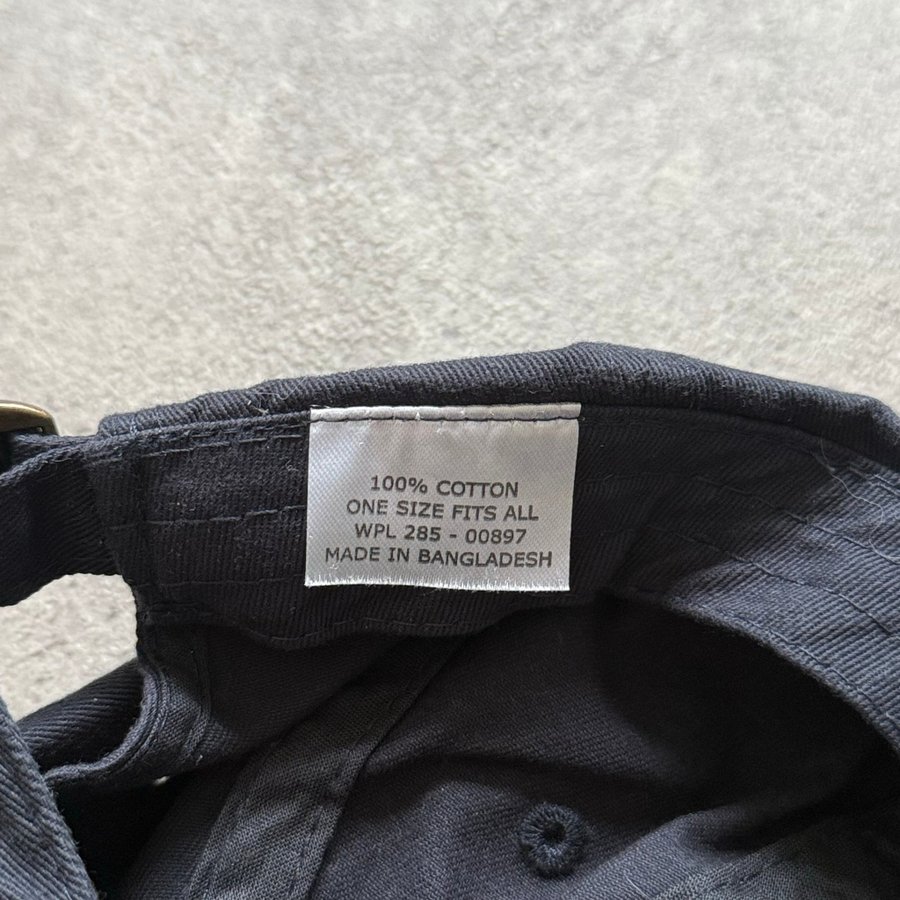 100% COTTON
ONE SIZE FITS ALL
WPL 285 - 00897
MADE IN BANGLADESH